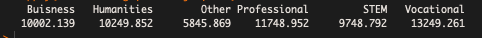 Buisness Humanities Other Professional STEM Vocational
10002.139 10249.852 5845.869 11748.952 9748.792 13249.261
>